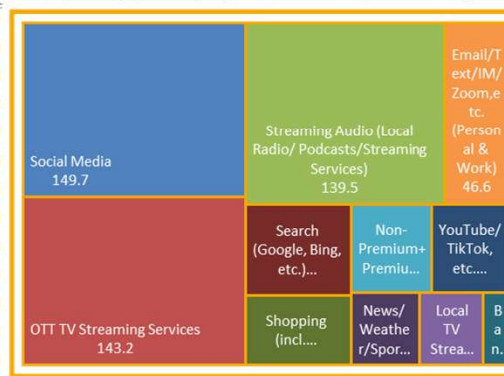 Social Media
149.7
OTT TV Streaming Services
143.2
Streaming Audio (Local
Radio/ Podcasts/Streaming
Services)
139.5
Email/T
ext/IM/
Zoom,e
tc.
(Person
al &
Work)
46.6
Search
(Google, Bing,
etc.)...
Non-
Premium+
Premiu...
YouTube/
TikTok,
etc....
Shopping
(incl....
News/
Weathe
r/Spor...
Local
TV
Strea...
B
a
n.